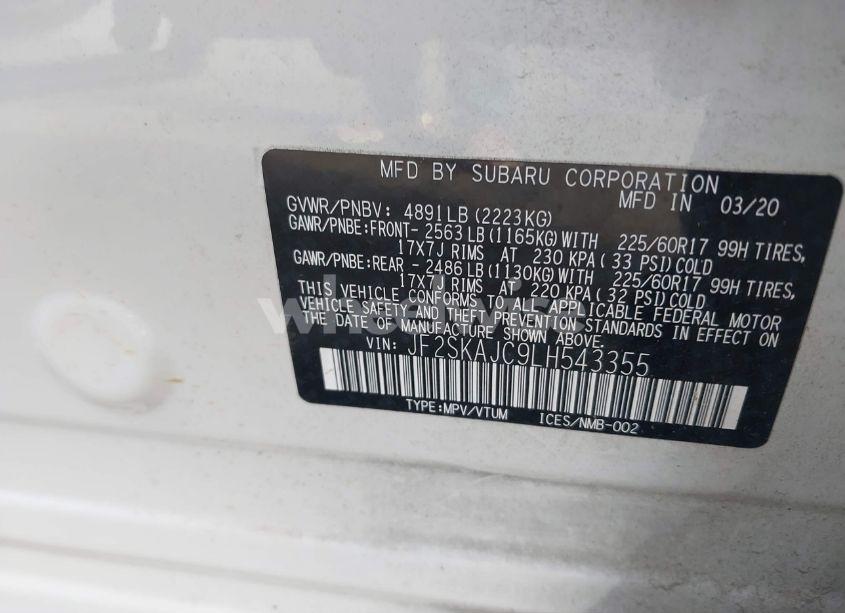 MFD BY SUBARU CORPORATION
MFD IN 03/20
GVWR/PNBV: 4891LB(2223KG)
GAWR/PNBE:FRONT- 2563LB(1165KG)WITH 225/60R17 99H TIRES,
17X7J RIMS AT 230 KPA( 33 PSI)COLD
GAWR/PNBE:REAR - 2486LB(1130KG)WITH 225/60R17 99H TIRES,
17X7J RIMS AT 220 KPA( 32 PSI)COLD
THIS VEHICLE CONFORMS TO ALL APPLICABLE FEDERAL MOTOR
VEHICLE SAFETY AND THEFT PREVENTION STANDARDS IN EFFECT ON
THE DATE OF MANUFACTURE SHOWN ABOVE.
VIN: JF2SKAJC9LH543355
TYPE:MPV/VTUM ICES/NMB-002
wheelwise